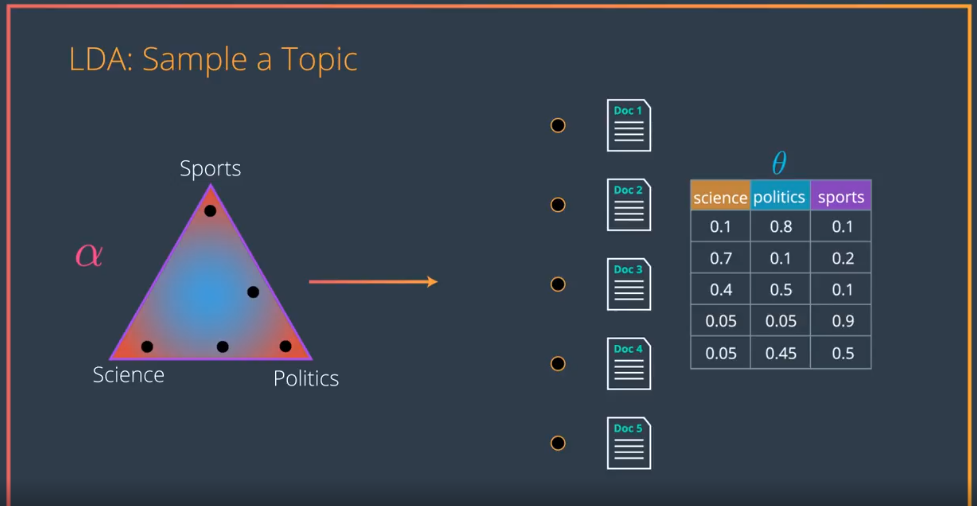 LDA: Sample a Topic
Sports
α
Science
Politics
Doc 1
Doc 2
Doc 3
Doc 4
Doc 5
θ
science politics sports
0.1 0.8 0.1
0.7 0.1 0.2
0.4 0.5 0.1
0.05 0.05 0.9
0.05 0.45 0.5